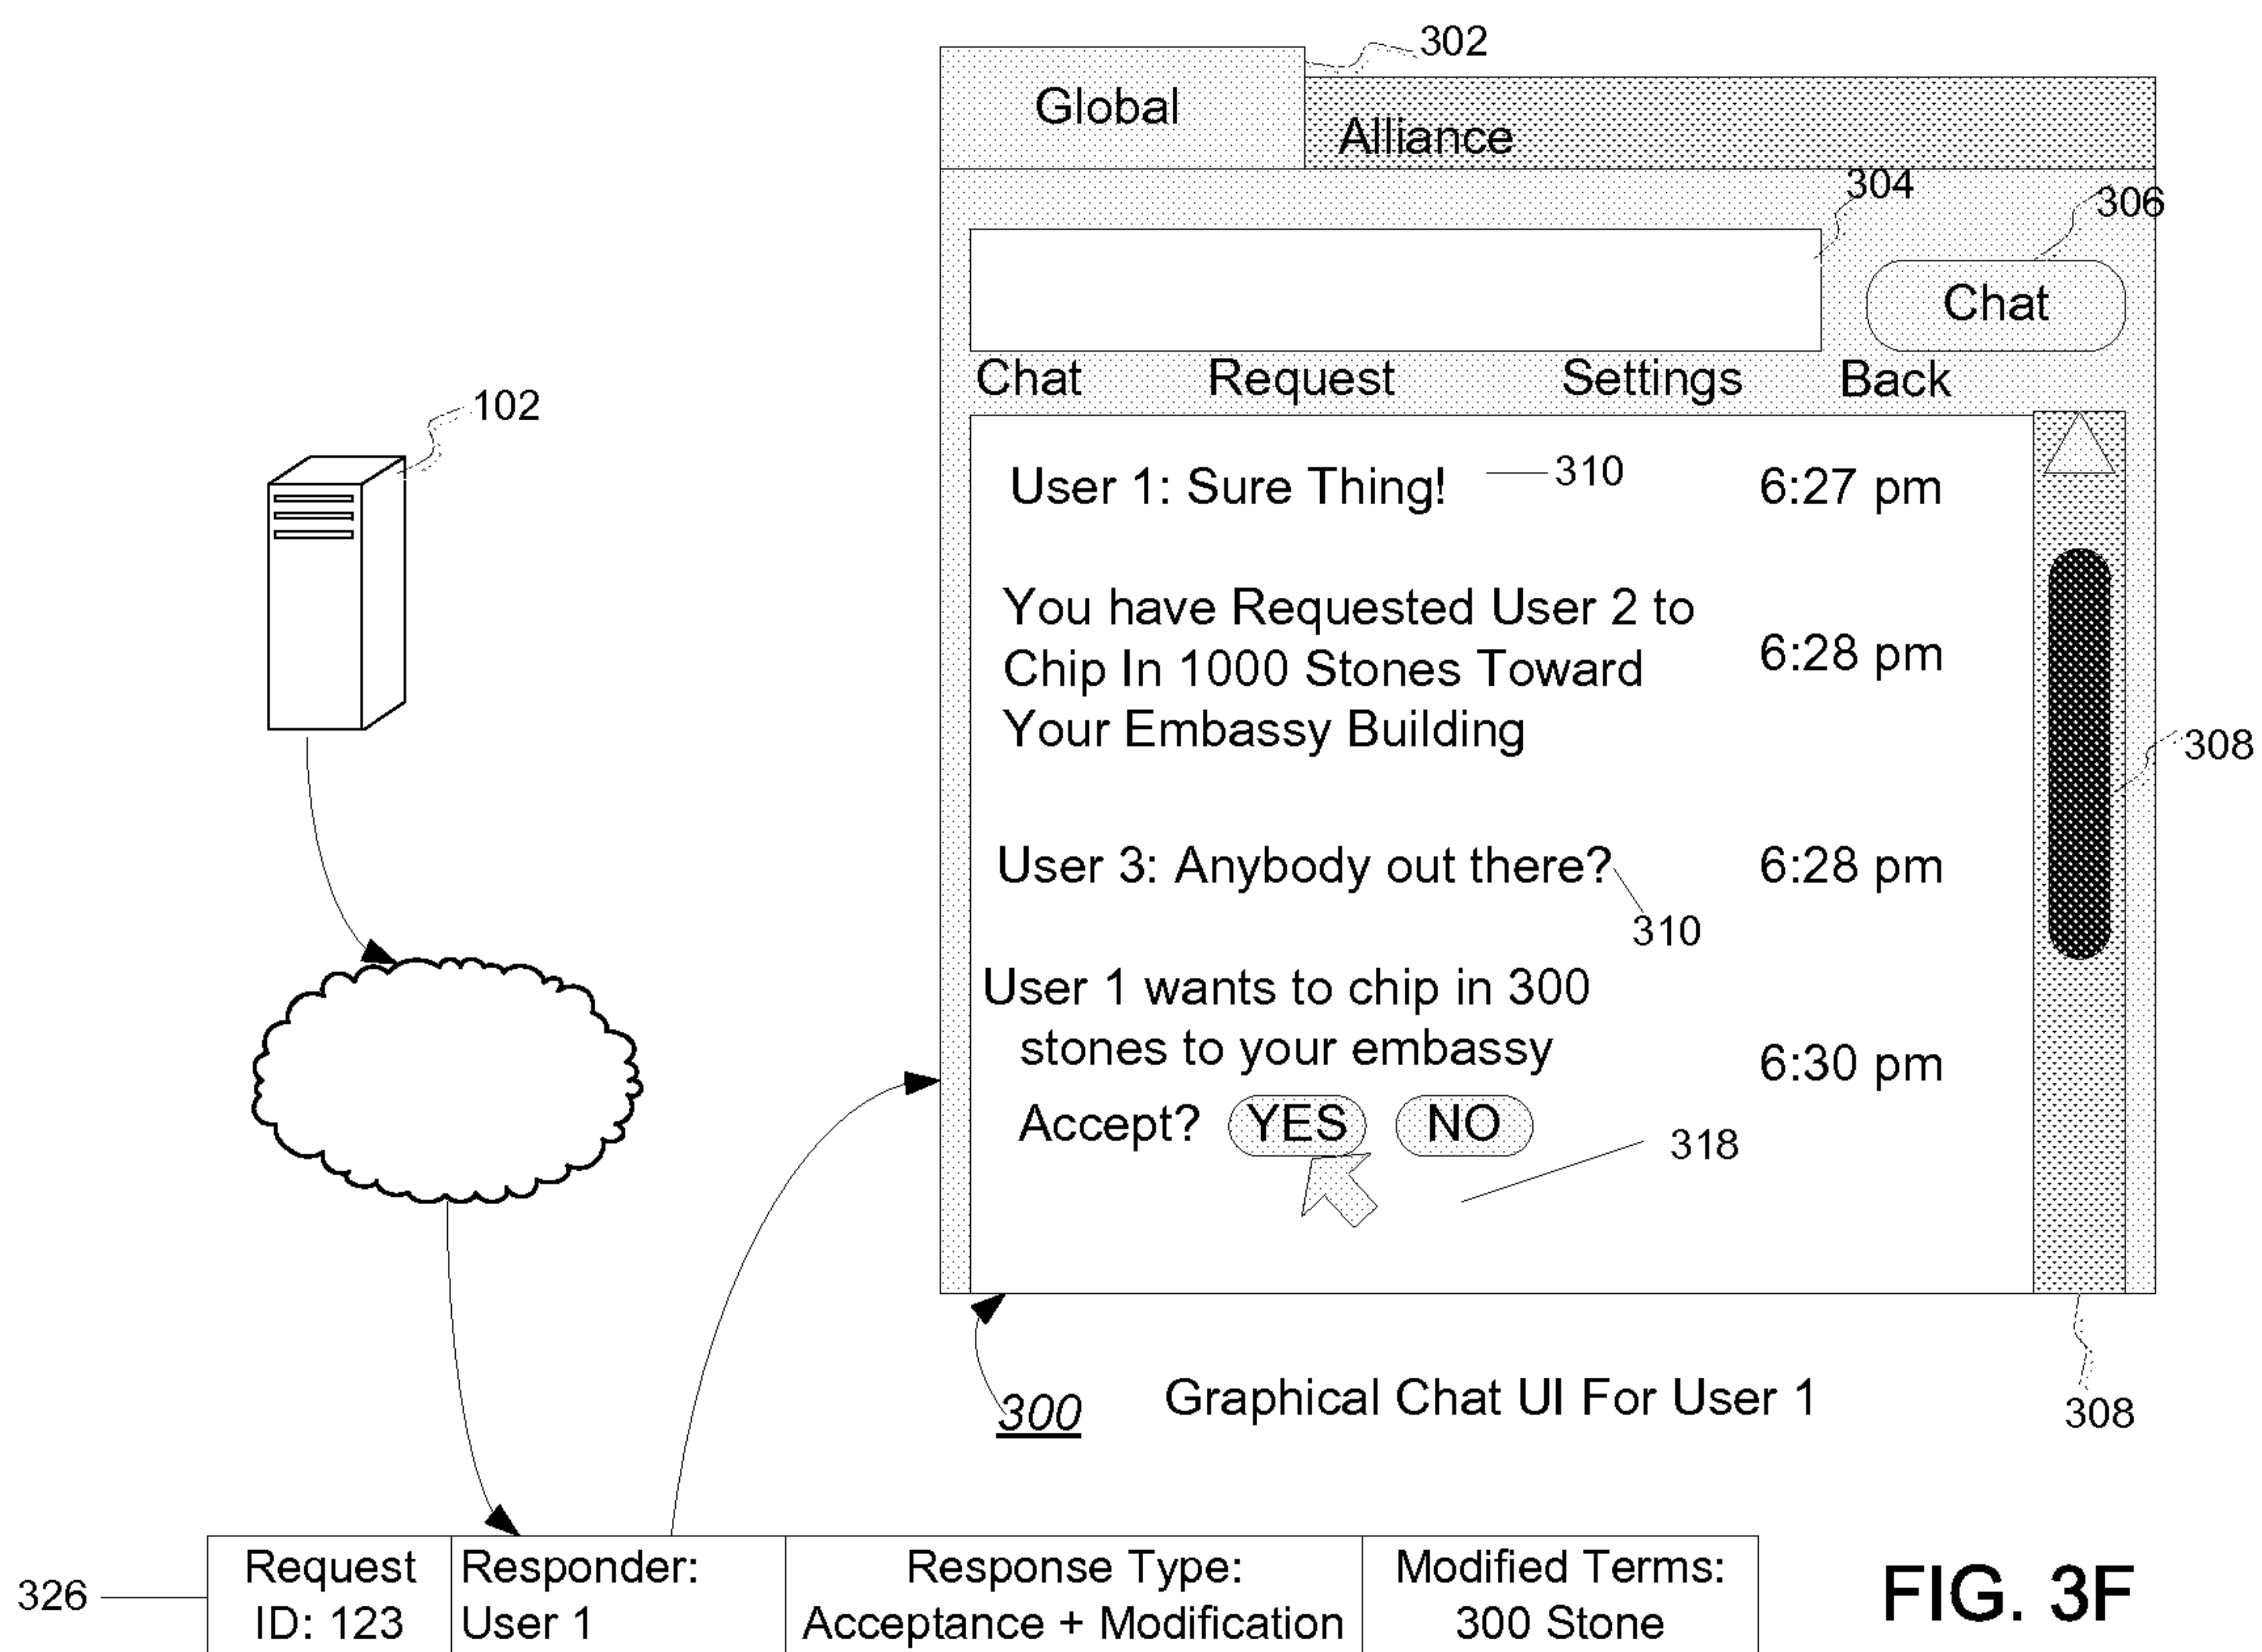 302
Global
Alliance
304
306
Chat
Chat Request Settings Back
102
User 1: Sure Thing! 310 6:27 pm
You have Requested User 2 to
Chip In 1000 Stones Toward
Your Embassy Building
6:28 pm
308
User 3: Anybody out there? 6:28 pm
310
User 1 wants to chip in 300
stones to your embassy
6:30 pm
Accept? YES NO
318
300
Graphical Chat UI For User 1
308
326
Request
ID: 123
Responder:
User 1
Response Type:
Acceptance + Modification
Modified Terms:
300 Stone
FIG. 3F